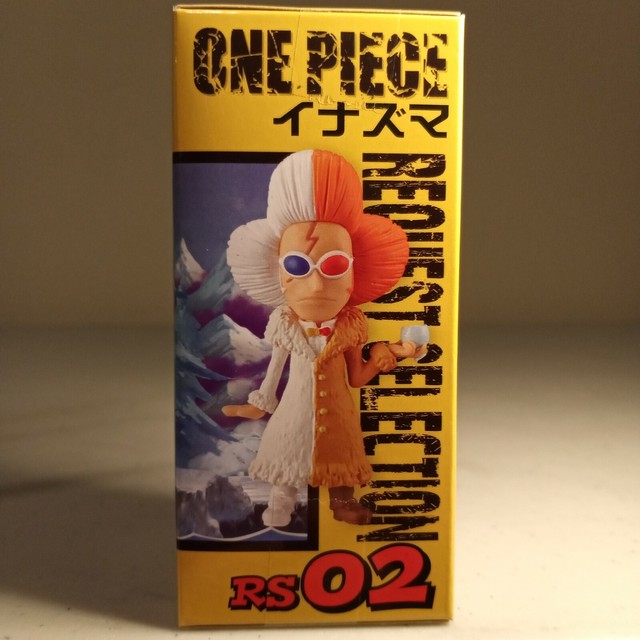 ONE PIECE
イナズマ
REQUEST SELECTION
RS02